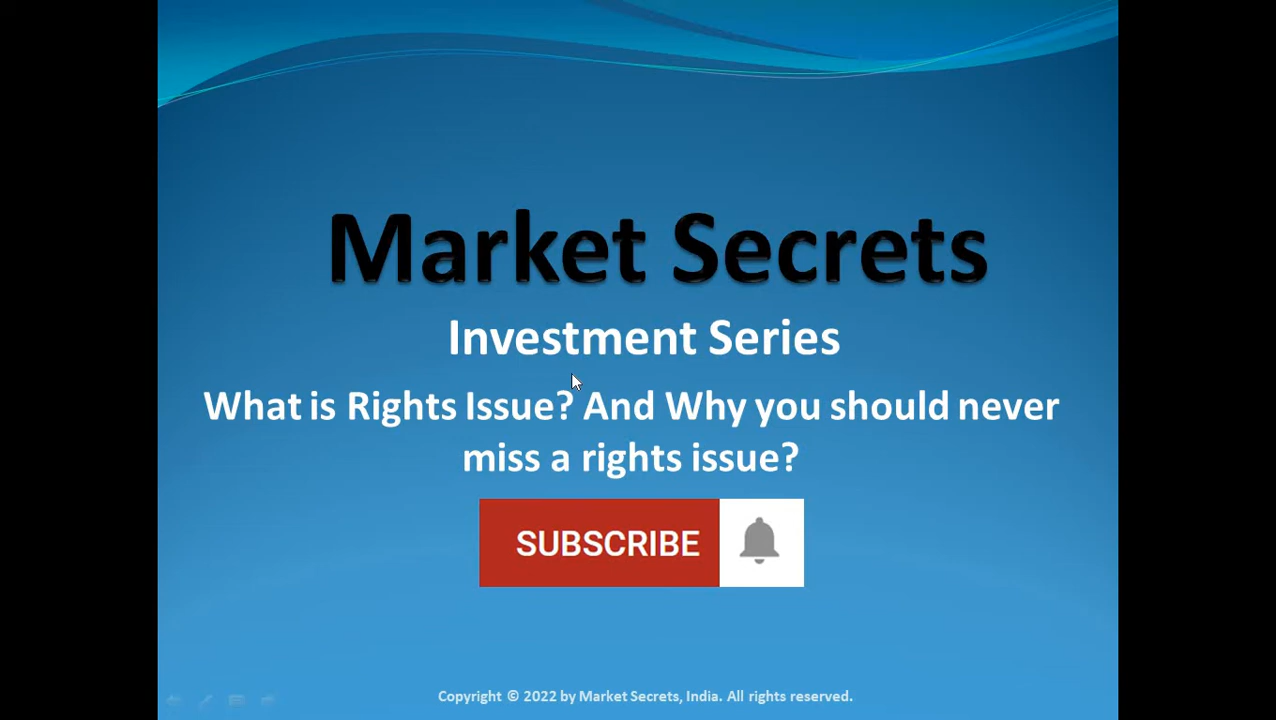 Market Secrets
Investment Series
What is Rights Issue? And Why you should never
miss a rights issue?
SUBSCRIBE
Copyright © 2022 by Market Secrets, India. All rights reserved.